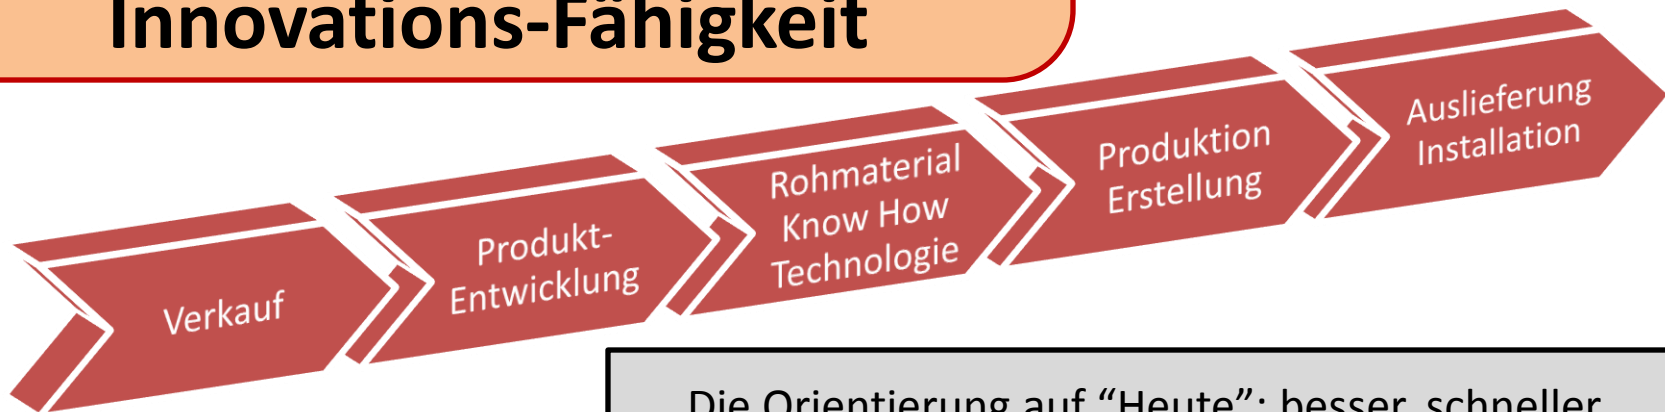 Innovations-Fähigkeit
Verkauf
Produkt-
Entwicklung
Rohmaterial
Know How
Technologie
Produktion
Erstellung
Auslieferung
Installation
Die Orientierung auf “Heute”: besser, schneller